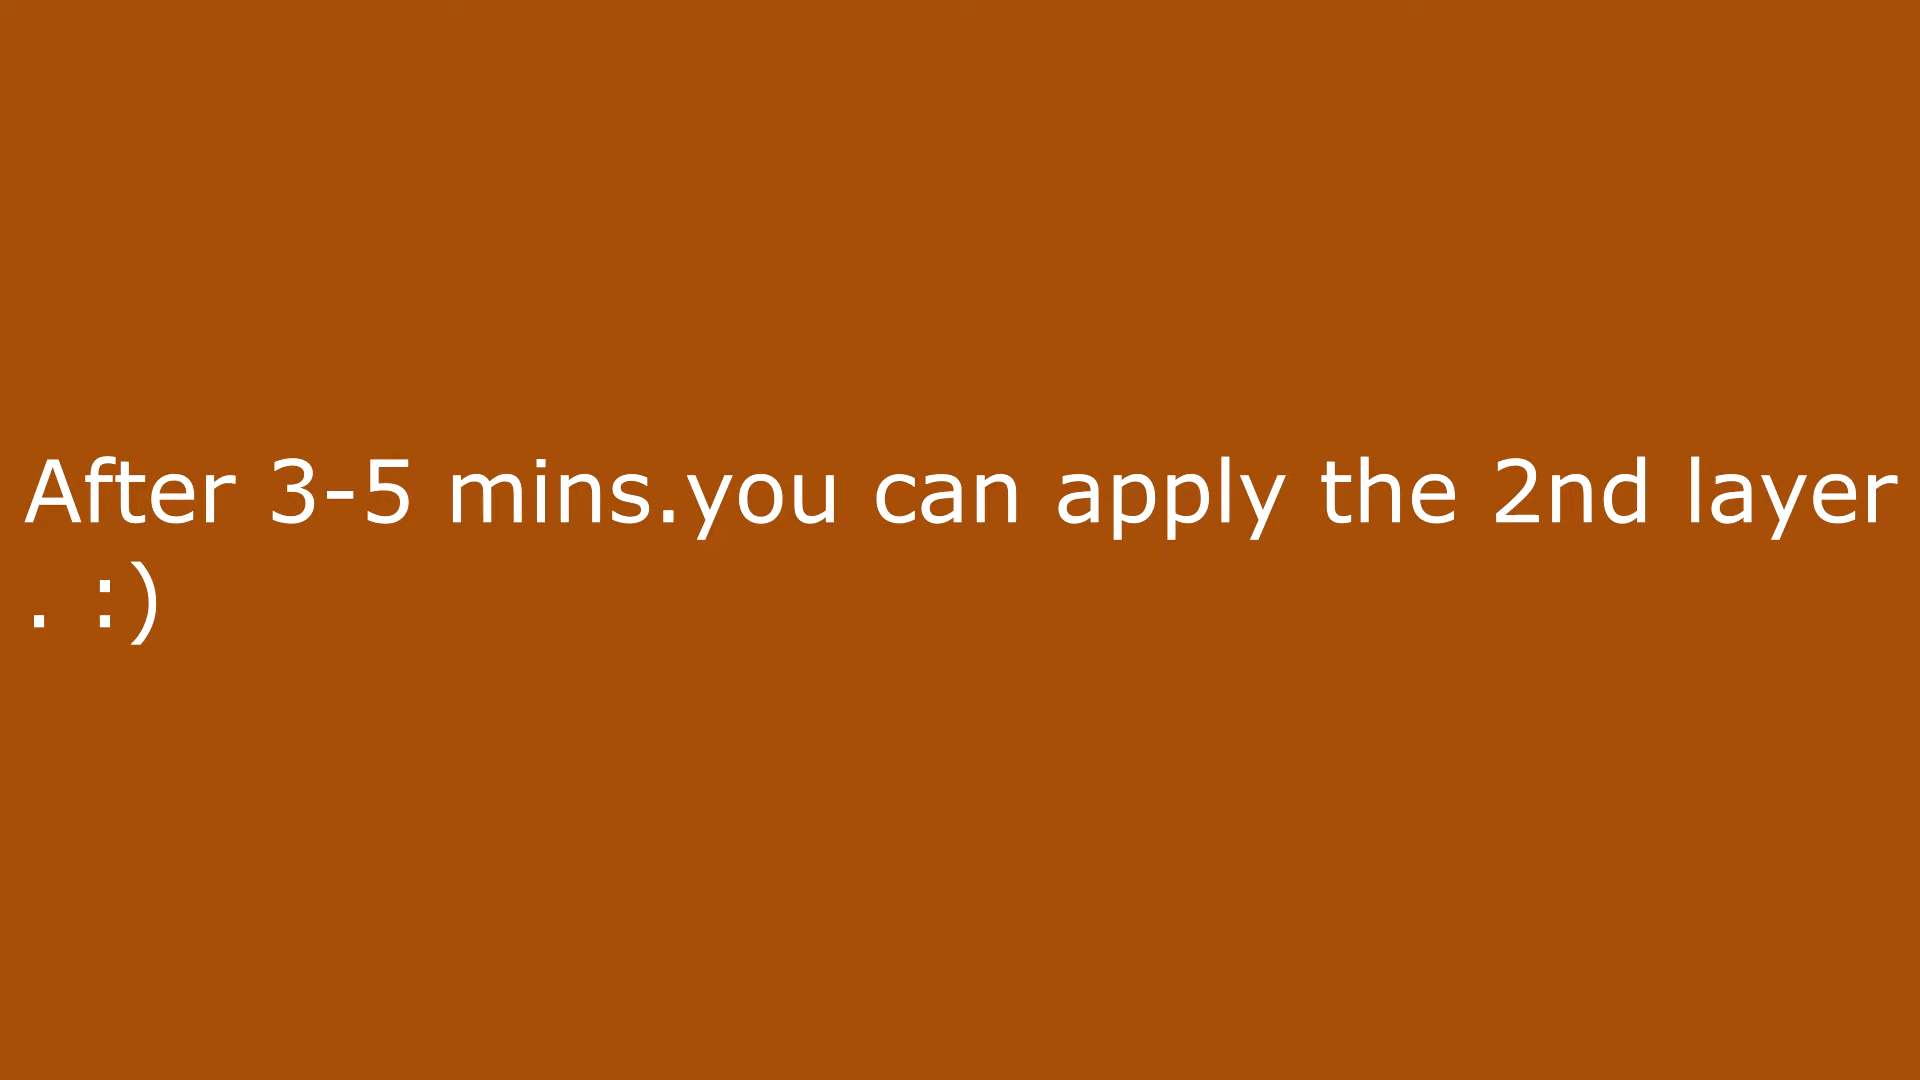 After 3-5 mins.you can apply the 2nd layer
. :)